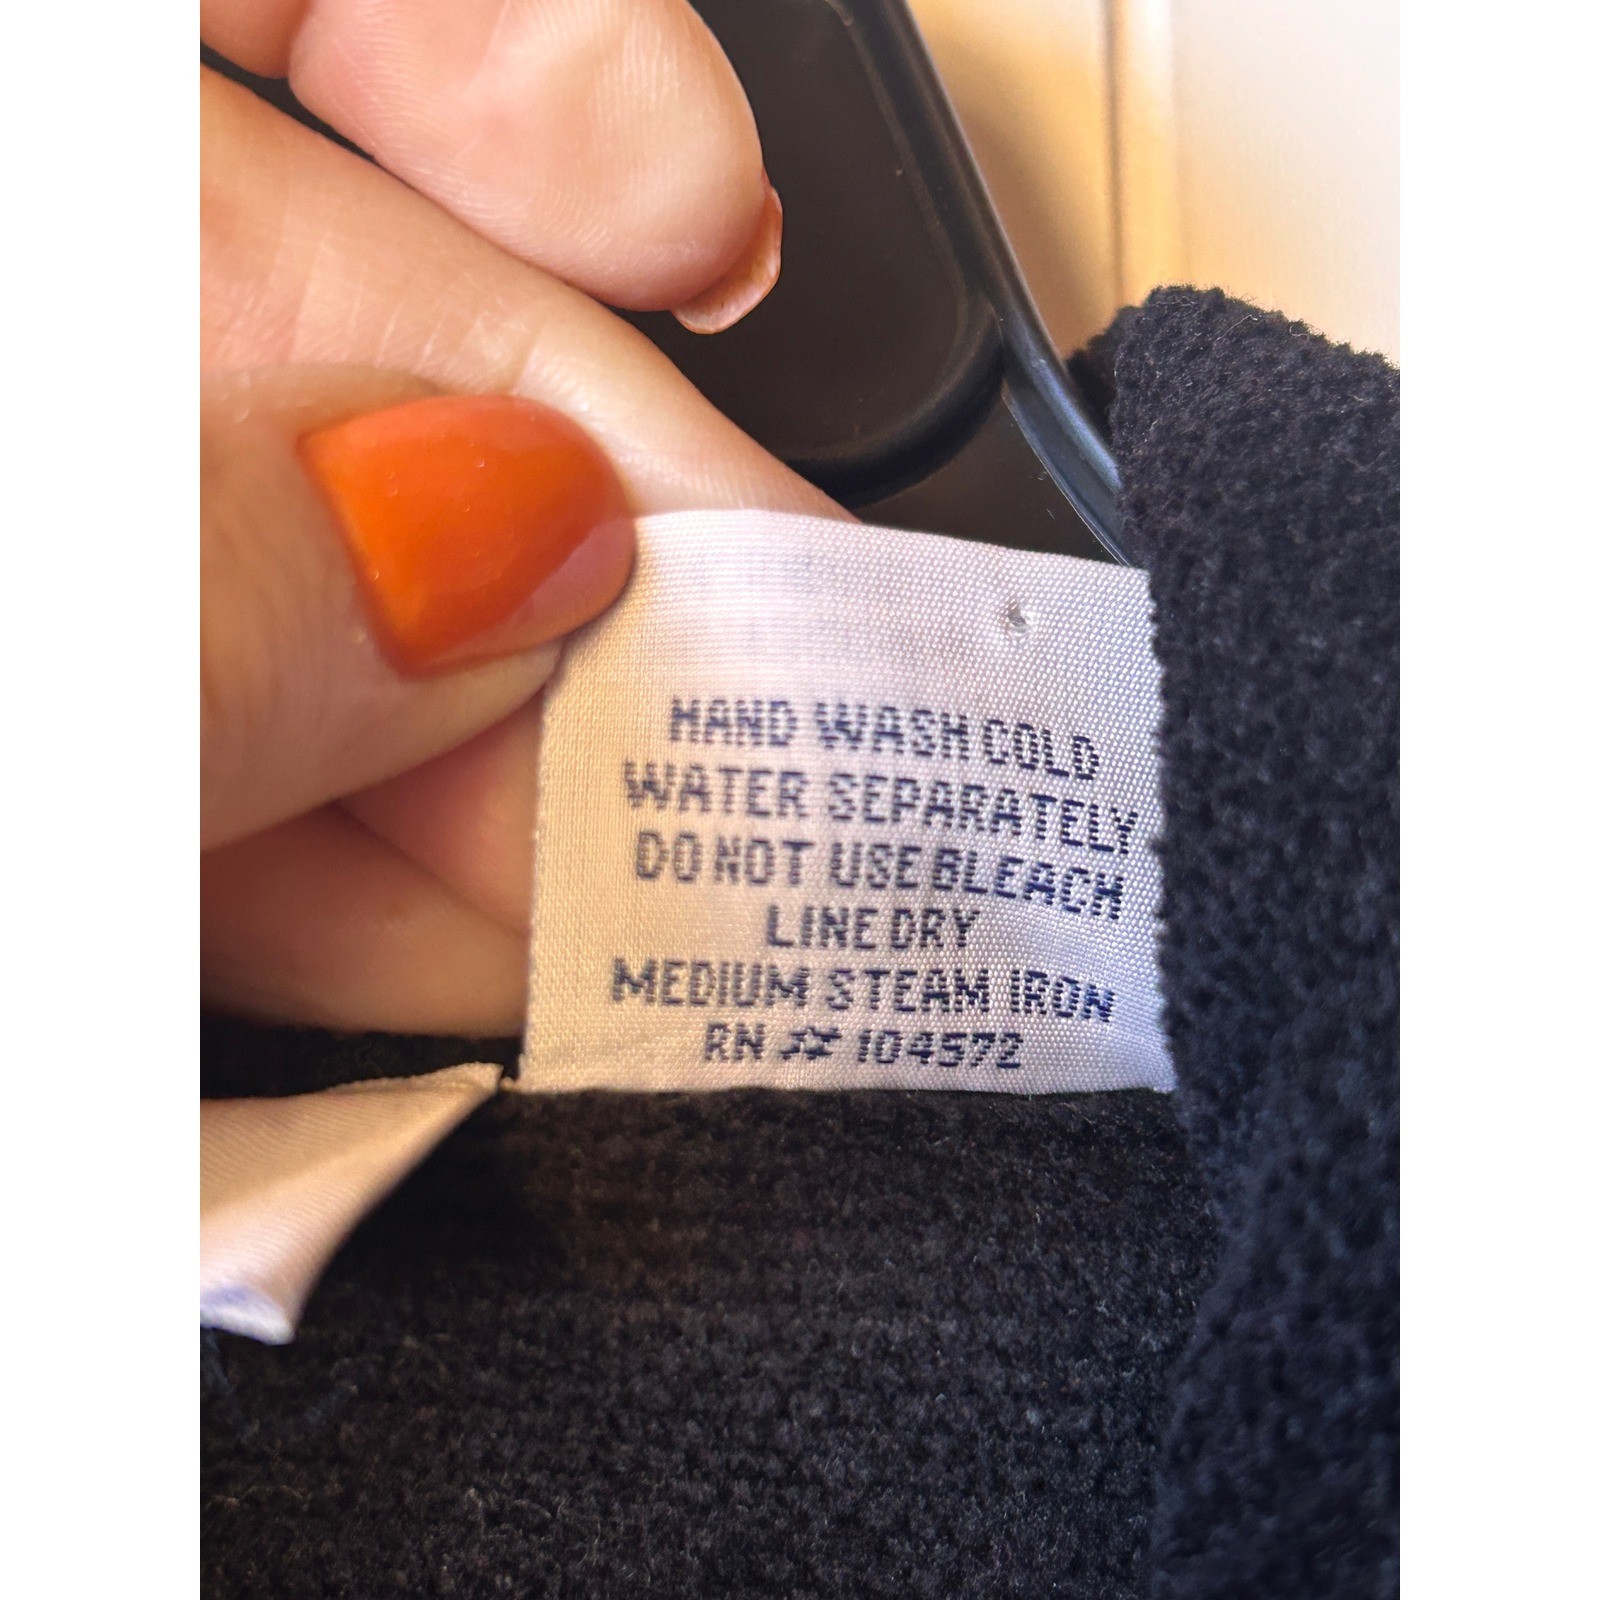 HAND WASH COLD
WATER SEPARATELY
DO NOT USE BLEACH
LINE DRY
MEDIUM STEAM IRON
RN # 104572